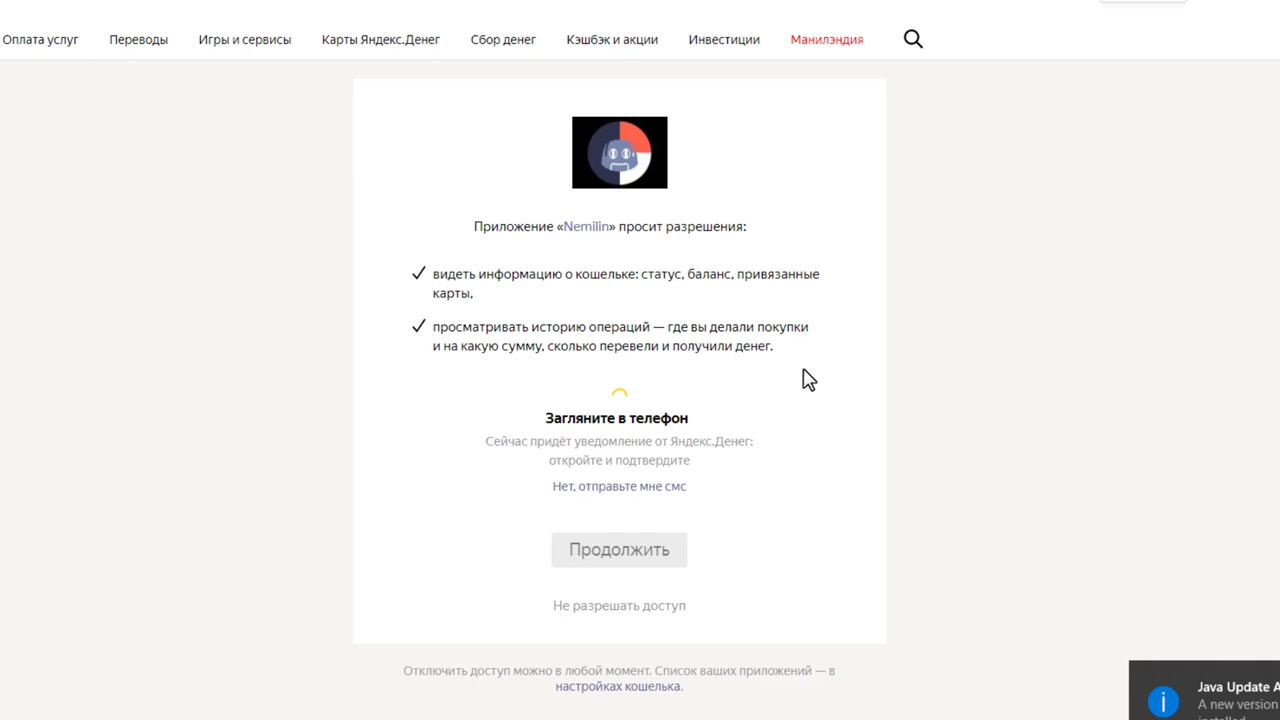 Оплата услуг Переводы Игры и сервисы Карты Яндекс.Денег Сбор денег Кэшбэк и акции Инвестиции Манилэндия
Приложение «Nemilin» просит разрешения:
видеть информацию о кошельке: статус, баланс, привязанные
карты,
просматривать историю операций — где вы делали покупки
и на какую сумму, сколько перевели и получили денег.
Загляните в телефон
Сейчас придёт уведомление от Яндекс.Денег:
откройте и подтвердите
Нет, отправьте мне смс
Продолжить
Не разрешать доступ
Отключить доступ можно в любой момент. Список ваших приложений — в
настройках кошелька.
Java Update A
A new version